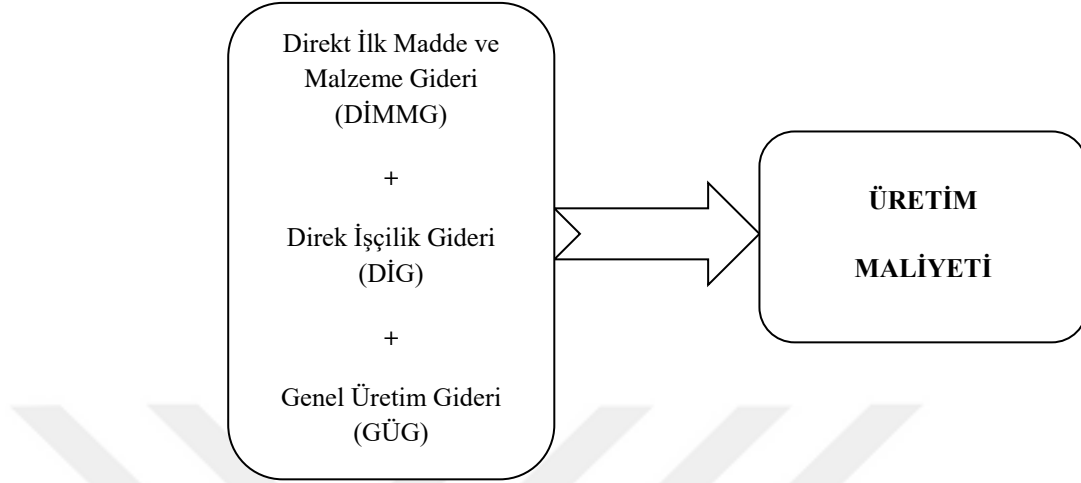 Direkt İlk Madde ve
Malzeme Gideri
(DİMMG)
+
Direk İşçilik Gideri
(DİG)
+
Genel Üretim Gideri
(GÜG)
ÜRETİM
MALİYETİ